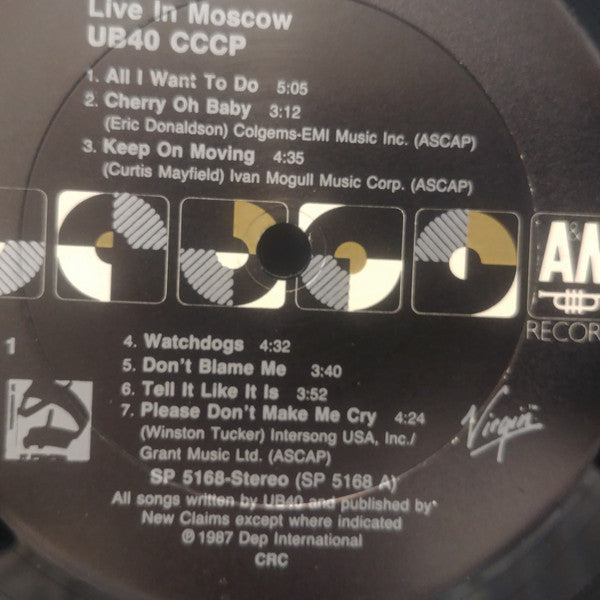 Live In Moscow
UB40 CCCP
1. All I Want To Do 5:05
2. Cherry Oh Baby 3:12
(Eric Donaldson) Colgems-EMI Music Inc. (ASCAP)
3. Keep On Moving 4:35
(Curtis Mayfield) Ivan Mogull Music Corp. (ASCAP)
A&M
RECOR
1
4. Watchdogs 4:32
5. Don't Blame Me 3:40
6. Tell It Like It Is 3:52
7. Please Don't Make Me Cry 4:24
(Winston Tucker) Intersong USA, Inc./
Grant Music Ltd. (ASCAP)
Virgin
SP 5168-Stereo (SP 5168 A)
All songs written by UB40 and published by
New Claims except where indicated
℗ 1987 Dep International
CRC